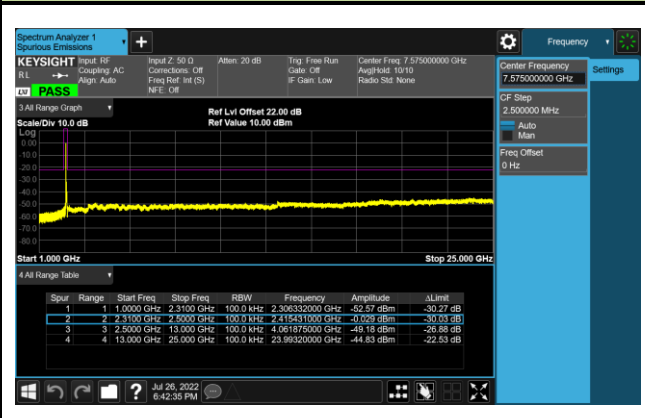 Spectrum Analyzer 1
Spurious Emissions
Frequency
KEYSIGHT Input: RF Input Z: 50 Ω Atten: 20 dB Trig: Free Run Center Freq: 7.575000000 GHz
RL Coupling: AC Corrections: Off Gate: Off Avg|Hold: 10/10
Align: Auto Freq Ref: Int (S) IF Gain: Low Radio Std: None
LXI PASS NFE: Off
Center Frequency
7.575000000 GHz
Settings
CF Step
2.500000 MHz
Auto
Man
Freq Offset
0 Hz
3 All Range Graph
Ref Lvl Offset 22.00 dB
Scale/Div 10.0 dB Ref Value 10.00 dBm
Log
0.00
-10.0
-20.0
-30.0
-40.0
-50.0
-60.0
-70.0
-80.0
Start 1.000 GHz Stop 25.000 GHz
4 All Range Table
Spur Range Start Freq Stop Freq RBW Frequency Amplitude ΔLimit
1 1 1.0000 GHz 2.3100 GHz 100.0 kHz 2.306332000 GHz -52.57 dBm -30.27 dB
2 2 2.3100 GHz 2.5000 GHz 100.0 kHz 2.415431000 GHz -0.029 dBm -30.03 dB
3 3 2.5000 GHz 13.000 GHz 100.0 kHz 4.061875000 GHz -49.18 dBm -26.88 dB
4 4 13.000 GHz 25.000 GHz 100.0 kHz 23.99320000 GHz -44.83 dBm -22.53 dB
Jul 26, 2022
6:42:35 PM